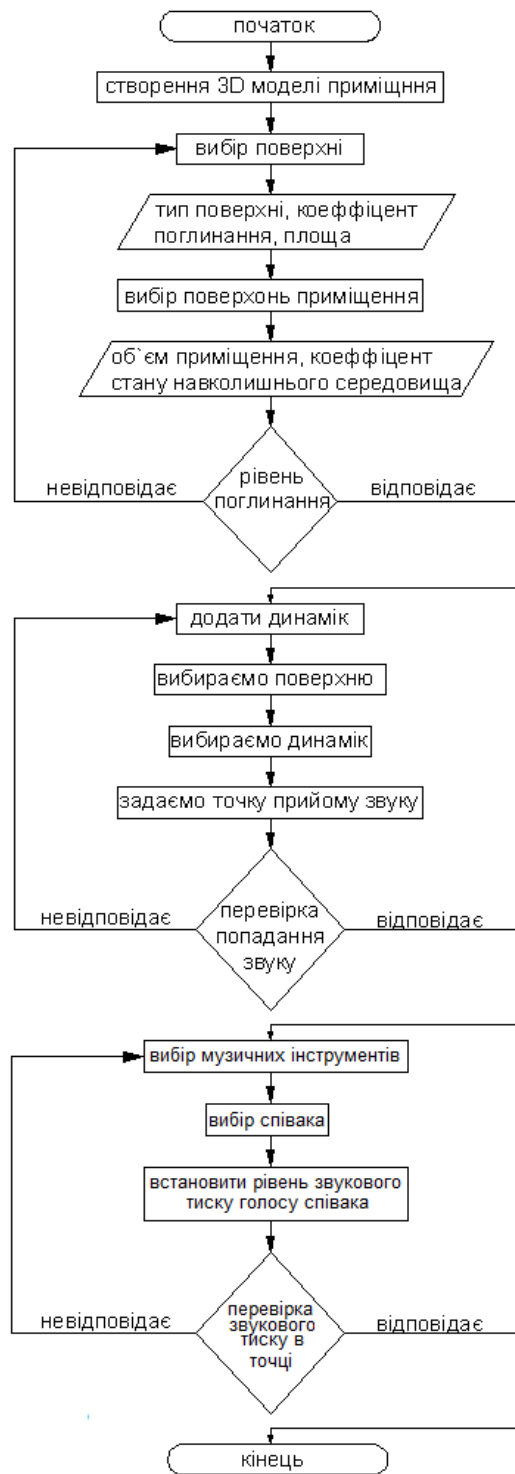 початок
створення 3D моделі приміщння
вибір поверхні
тип поверхні, коеффіцент
поглинання, площа
вибір поверхонь приміщення
об`єм приміщення, коеффіцент
стану навколишнього середовища
невідповідає
рівень
поглинання
відповідає
додати динамік
вибираємо поверхню
вибираємо динамік
задаємо точку прийому звуку
невідповідає
перевірка
попадання
звуку
відповідає
вибір музичних інструментів
вибір співака
встановити рівень звукового
тиску голосу співака
невідповідає
перевірка
звукового
тиску в
точці
відповідає
кінець